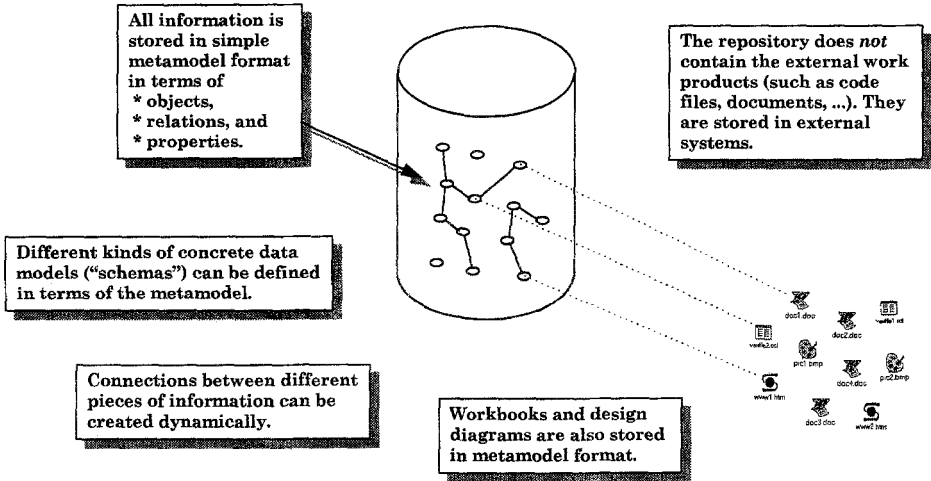 All information is
stored in simple
metamodel format
in terms of
* objects,
* relations, and
* properties.
The repository does not
contain the external work
products (such as code
files, documents, ...). They
are stored in external
systems.
Different kinds of concrete data
models (“schemas”) can be defined
in terms of the metamodel.
Connections between different
pieces of information can be
created dynamically.
Workbooks and design
diagrams are also stored
in metamodel format.
doc1.doc
doc2.doc
pic1.bmp
doc4.doc
pic2.bmp
www1.htm
doc3.doc
www2.htm